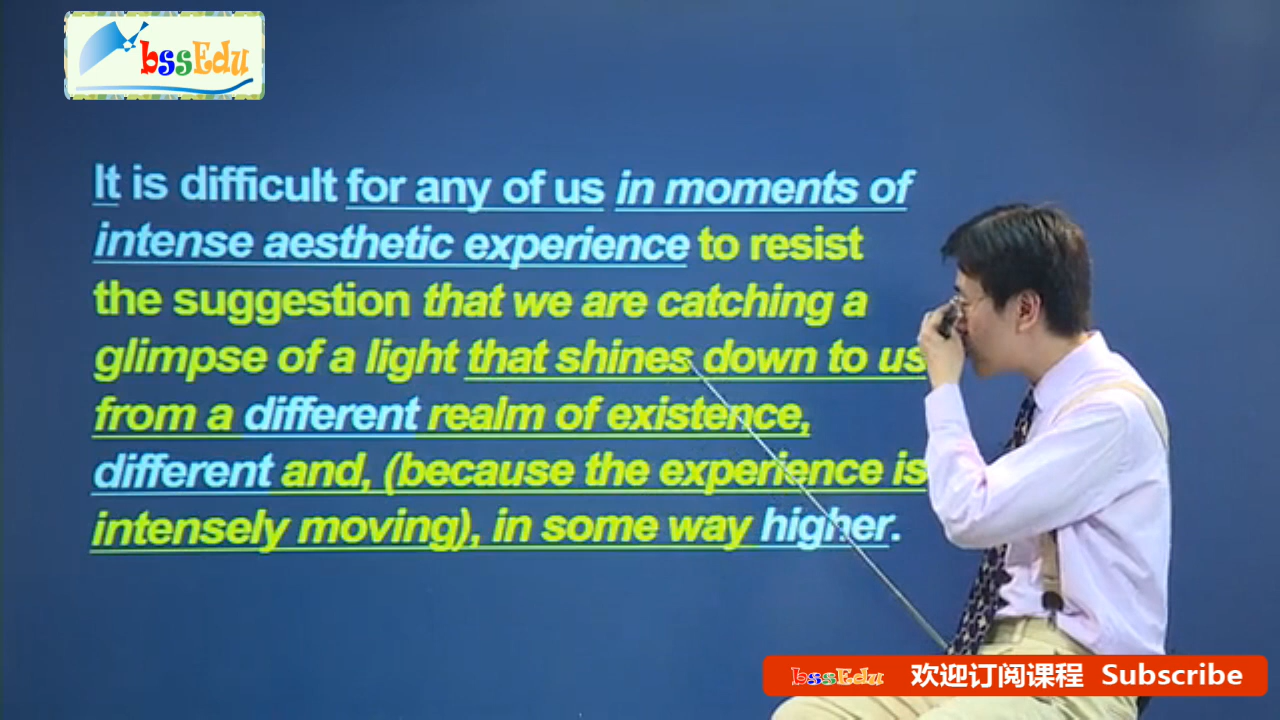 bssEdu
It is difficult for any of us in moments of
intense aesthetic experience to resist
the suggestion that we are catching a
glimpse of a light that shines down to us
from a different realm of existence,
different and, (because the experience is
intensely moving), in some way higher.
bssEdu 欢迎订阅课程 Subscribe